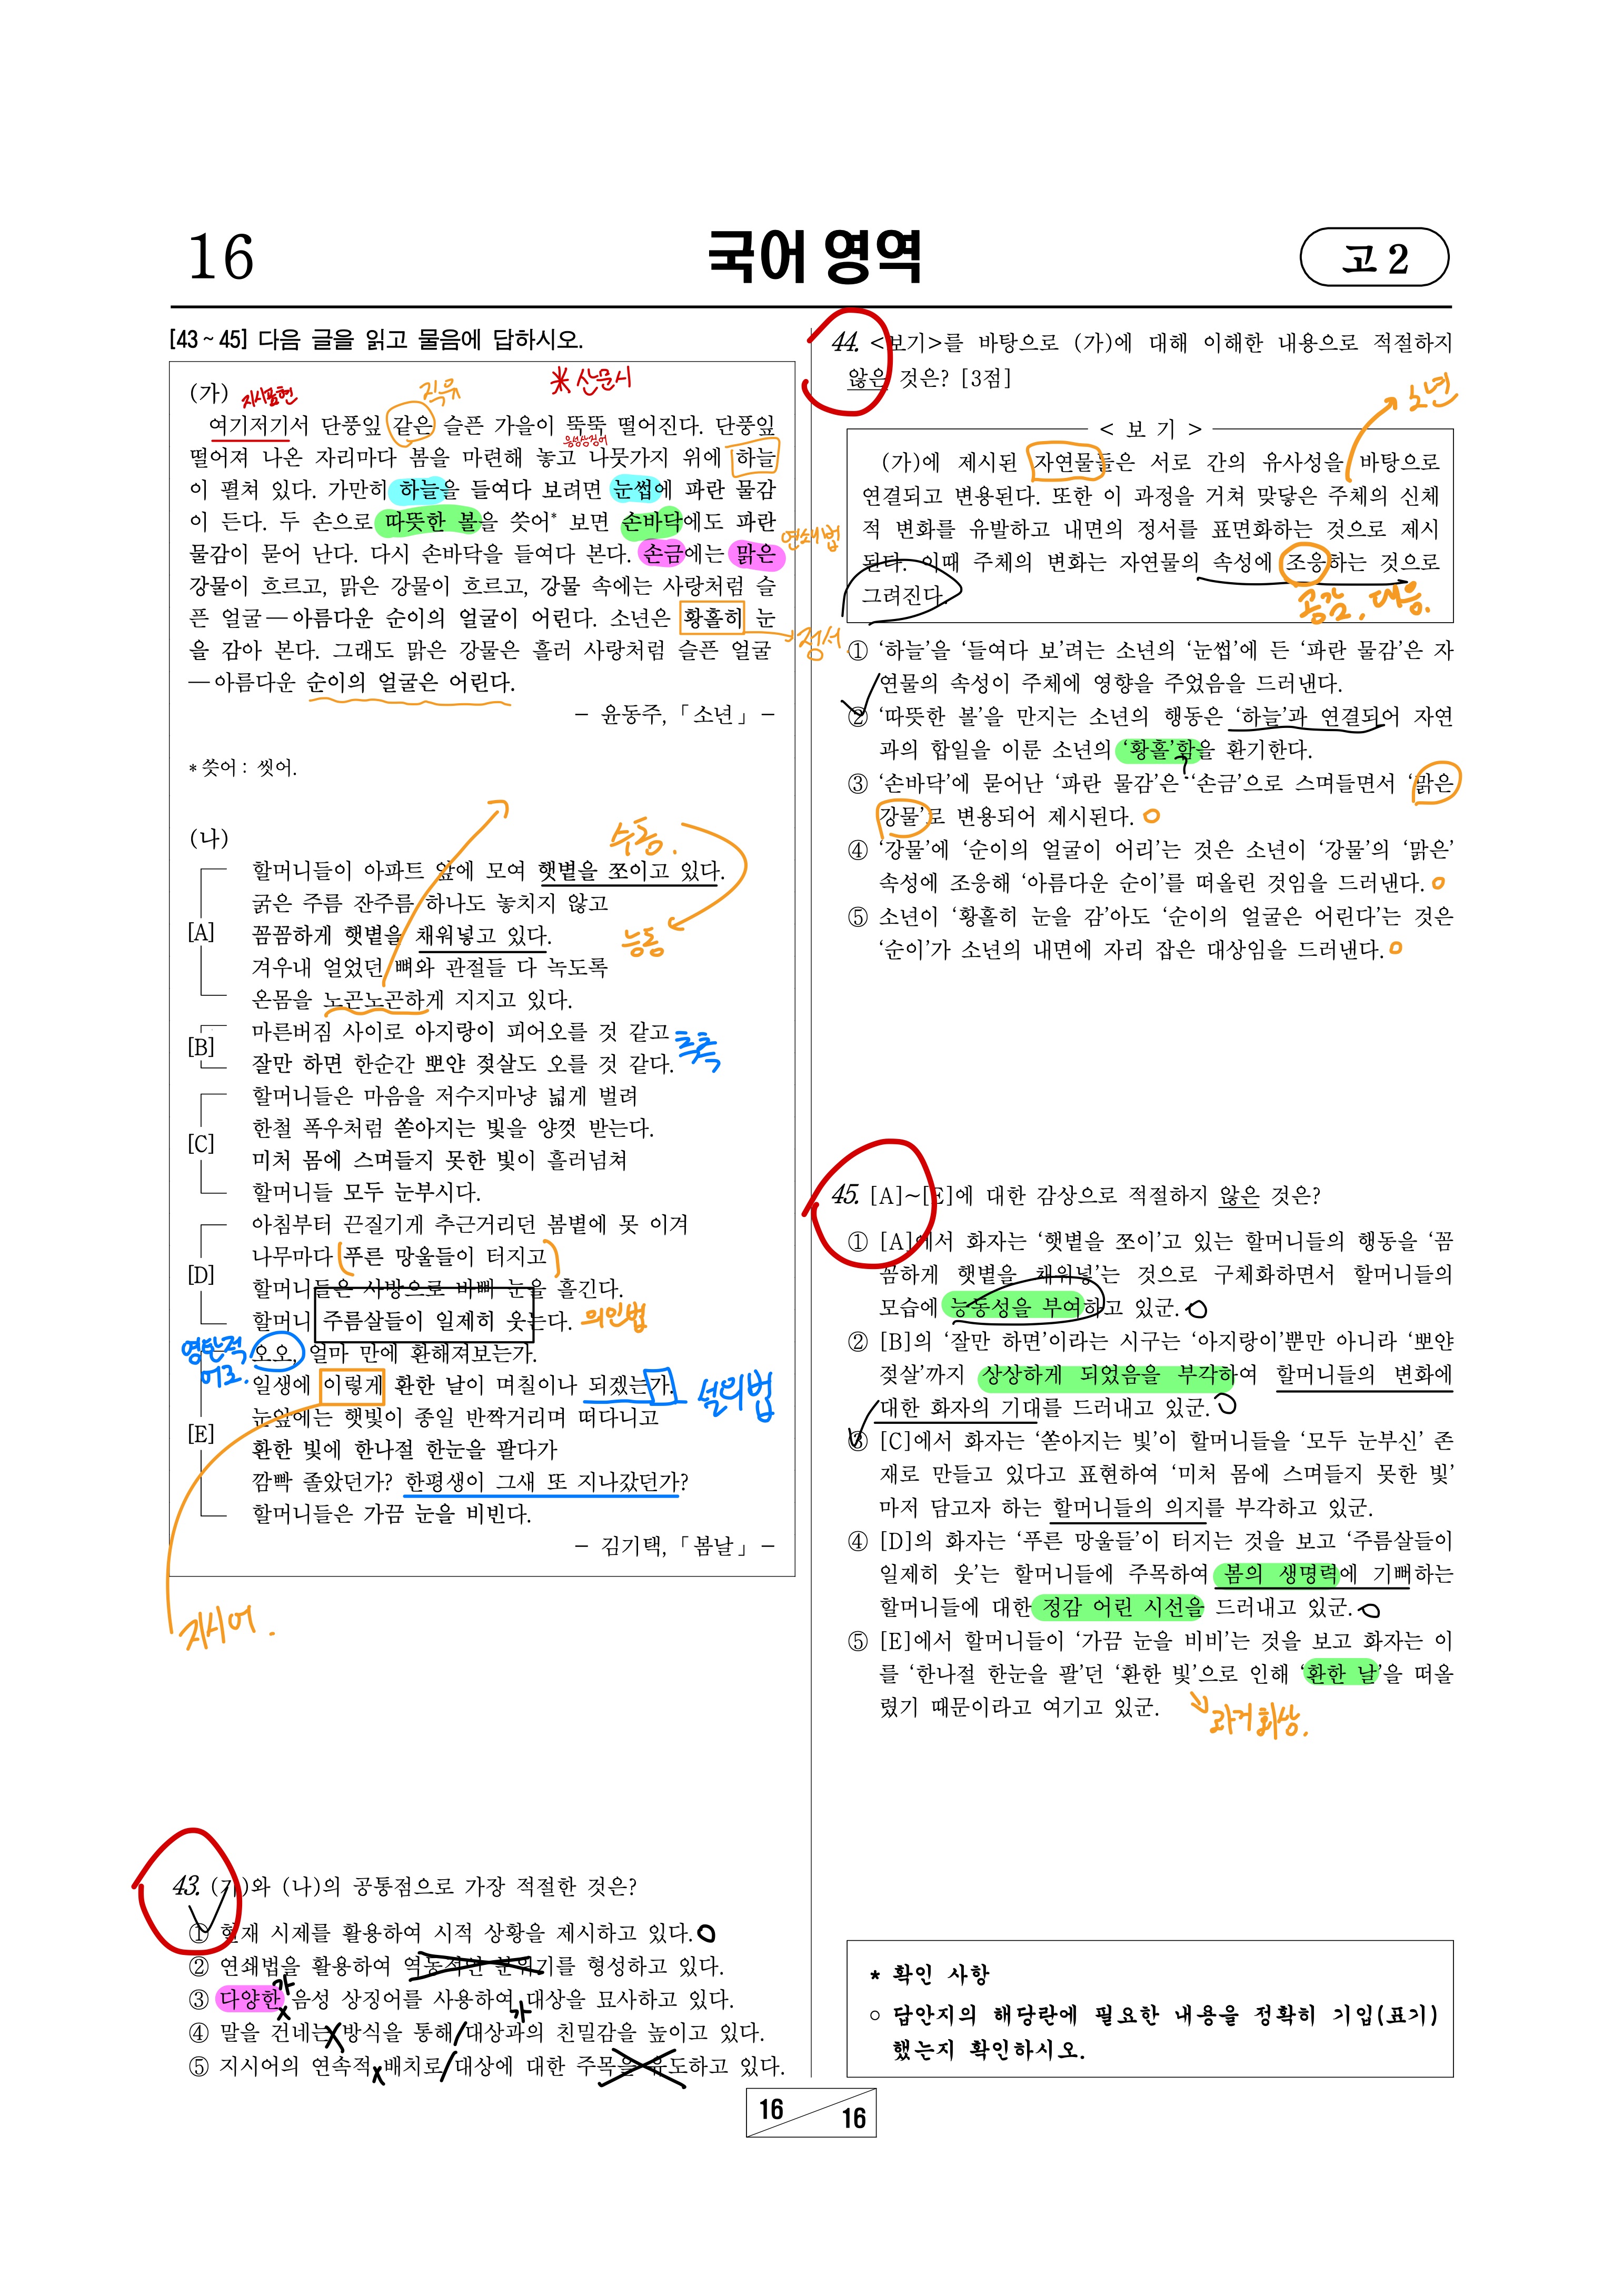 16
국어 영역
고 2
[43~45] 다음 글을 읽고 물음에 답하시오.
(가)
지시표현
직유
* 산문시
여기저기서 단풍잎 같은 슬픈 가을이 뚝뚝 떨어진다. 단풍잎
음성상징어
떨어져 나온 자리마다 봄을 마련해 놓고 나뭇가지 위에 하늘
이 펼쳐 있다. 가만히 하늘을 들여다 보려면 눈썹에 파란 물감
이 든다. 두 손으로 따뜻한 볼을 쏫어* 보면 손바닥에도 파란
물감이 묻어 난다. 다시 손바닥을 들여다 본다. 손금에는 맑은
연쇄법
강물이 흐르고, 맑은 강물이 흐르고, 강물 속에는 사랑처럼 슬
픈 얼굴―아름다운 순이의 얼굴이 어린다. 소년은 황홀히 눈
→정서
을 감아 본다. 그래도 맑은 강물은 흘러 사랑처럼 슬픈 얼굴
―아름다운 순이의 얼굴은 어린다.
- 윤동주, 「소년」 -
* 쏫어 : 씻어.
(나)
수동.
능동
[A]
할머니들이 아파트 앞에 모여 햇볕을 쪼이고 있다.
굵은 주름 잔주름 하나도 놓치지 않고
꼼꼼하게 햇볕을 채워넣고 있다.
겨우내 얼었던 뼈와 관절들 다 녹도록
온몸을 노곤노곤하게 지지고 있다.
[B]
마른버짐 사이로 아지랑이 피어오를 것 같고
잘만 하면 한순간 뽀얀 젖살도 오를 것 같다.
추측
[C]
할머니들은 마음을 저수지마냥 넓게 벌려
한철 폭우처럼 쏟아지는 빛을 양껏 받는다.
미처 몸에 스며들지 못한 빛이 흘러넘쳐
할머니들 모두 눈부시다.
[D]
아침부터 끈질기게 추근거리던 봄볕에 못 이겨
나무마다 푸른 망울들이 터지고
할머니들은 사방으로 바삐 눈을 흘긴다.
할머니 주름살들이 일제히 웃는다.
의인법
영탄적 어조.
[E]
오오, 얼마 만에 환해져보는가.
일생에 이렇게 환한 날이 며칠이나 되겠는가.
설의법
눈앞에는 햇빛이 종일 반짝거리며 떠다니고
환한 빛에 한나절 한눈을 팔다가
깜빡 졸았던가? 한평생이 그새 또 지나갔던가?
할머니들은 가끔 눈을 비빈다.
- 김기택, 「봄날」 -
지시어.
43. (가)와 (나)의 공통점으로 가장 적절한 것은?
① 현재 시제를 활용하여 시적 상황을 제시하고 있다.
② 연쇄법을 활용하여 역동적인 분위기를 형성하고 있다.
가
③ 다양한 음성 상징어를 사용하여 대상을 묘사하고 있다.
가
④ 말을 건네는 방식을 통해 대상과의 친밀감을 높이고 있다.
⑤ 지시어의 연속적 배치로 대상에 대한 주목을 유도하고 있다.
44. <보기>를 바탕으로 (가)에 대해 이해한 내용으로 적절하지
않은 것은? [3점]
소년
< 보 기 >
(가)에 제시된 자연물들은 서로 간의 유사성을 바탕으로
연결되고 변용된다. 또한 이 과정을 거쳐 맞닿은 주체의 신체
적 변화를 유발하고 내면의 정서를 표면화하는 것으로 제시
된다. 이때 주체의 변화는 자연물의 속성에 조응하는 것으로
그려진다.
공감. 대응.
① ‘하늘’을 ‘들여다 보’려는 소년의 ‘눈썹’에 든 ‘파란 물감’은 자
연물의 속성이 주체에 영향을 주었음을 드러낸다.
② ‘따뜻한 볼’을 만지는 소년의 행동은 ‘하늘’과 연결되어 자연
과의 합일을 이룬 소년의 ‘황홀’함을 환기한다.
?
③ ‘손바닥’에 묻어난 ‘파란 물감’은 ‘손금’으로 스며들면서 ‘맑은
강물’로 변용되어 제시된다.
④ ‘강물’에 ‘순이의 얼굴이 어리’는 것은 소년이 ‘강물’의 ‘맑은’
속성에 조응해 ‘아름다운 순이’를 떠올린 것임을 드러낸다.
⑤ 소년이 ‘황홀히 눈을 감’아도 ‘순이의 얼굴은 어린다’는 것은
‘순이’가 소년의 내면에 자리 잡은 대상임을 드러낸다.
45. [A]~[E]에 대한 감상으로 적절하지 않은 것은?
① [A]에서 화자는 ‘햇볕을 쪼이’고 있는 할머니들의 행동을 ‘꼼
꼼하게 햇볕을 채워넣’는 것으로 구체화하면서 할머니들의
모습에 능동성을 부여하고 있군.
② [B]의 ‘잘만 하면’이라는 시구는 ‘아지랑이’뿐만 아니라 ‘뽀얀
젖살’까지 상상하게 되었음을 부각하여 할머니들의 변화에
대한 화자의 기대를 드러내고 있군.
③ [C]에서 화자는 ‘쏟아지는 빛’이 할머니들을 ‘모두 눈부신’ 존
재로 만들고 있다고 표현하여 ‘미처 몸에 스며들지 못한 빛’
마저 담고자 하는 할머니들의 의지를 부각하고 있군.
④ [D]의 화자는 ‘푸른 망울들’이 터지는 것을 보고 ‘주름살들이
일제히 웃’는 할머니들에 주목하여 봄의 생명력에 기뻐하는
할머니들에 대한 정감 어린 시선을 드러내고 있군.
⑤ [E]에서 할머니들이 ‘가끔 눈을 비비’는 것을 보고 화자는 이
를 ‘한나절 한눈을 팔’던 ‘환한 빛’으로 인해 ‘환한 날’을 떠올
렸기 때문이라고 여기고 있군.
과거회상.
* 확인 사항
○ 답안지의 해당란에 필요한 내용을 정확히 기입(표기)
했는지 확인하시오.
16
16